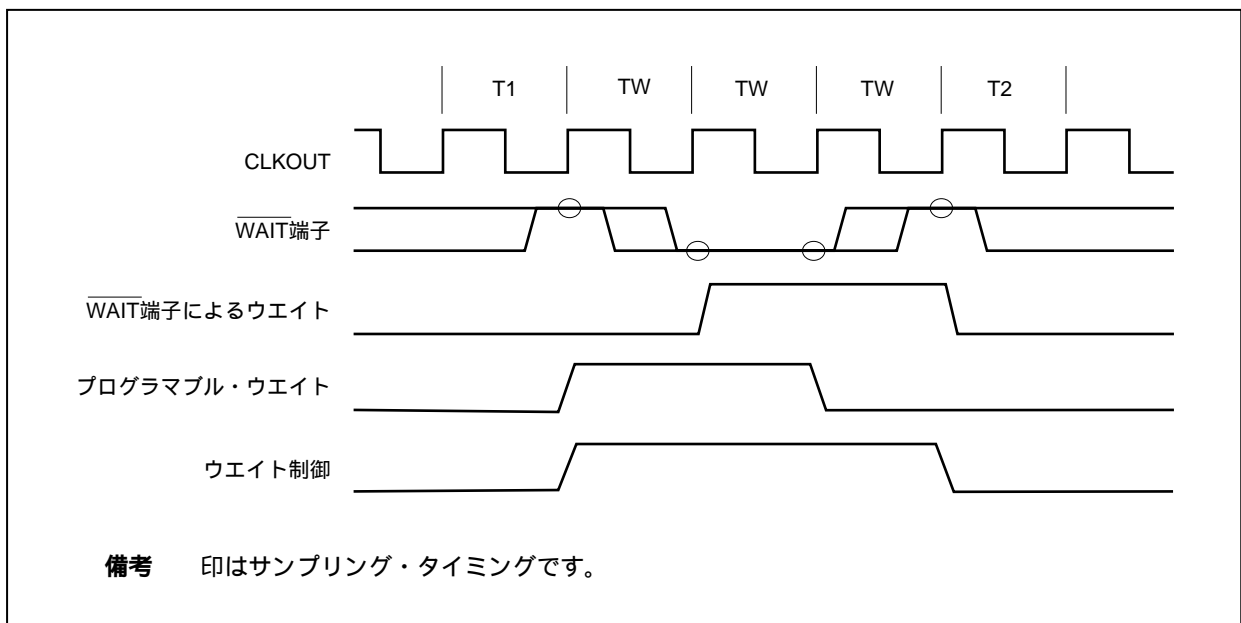 T1 TW TW TW T2
CLKOUT
WAIT端子
WAIT端子によるウエイト
プログラマブル・ウエイト
ウエイト制御
備考 印はサンプリング・タイミングです。